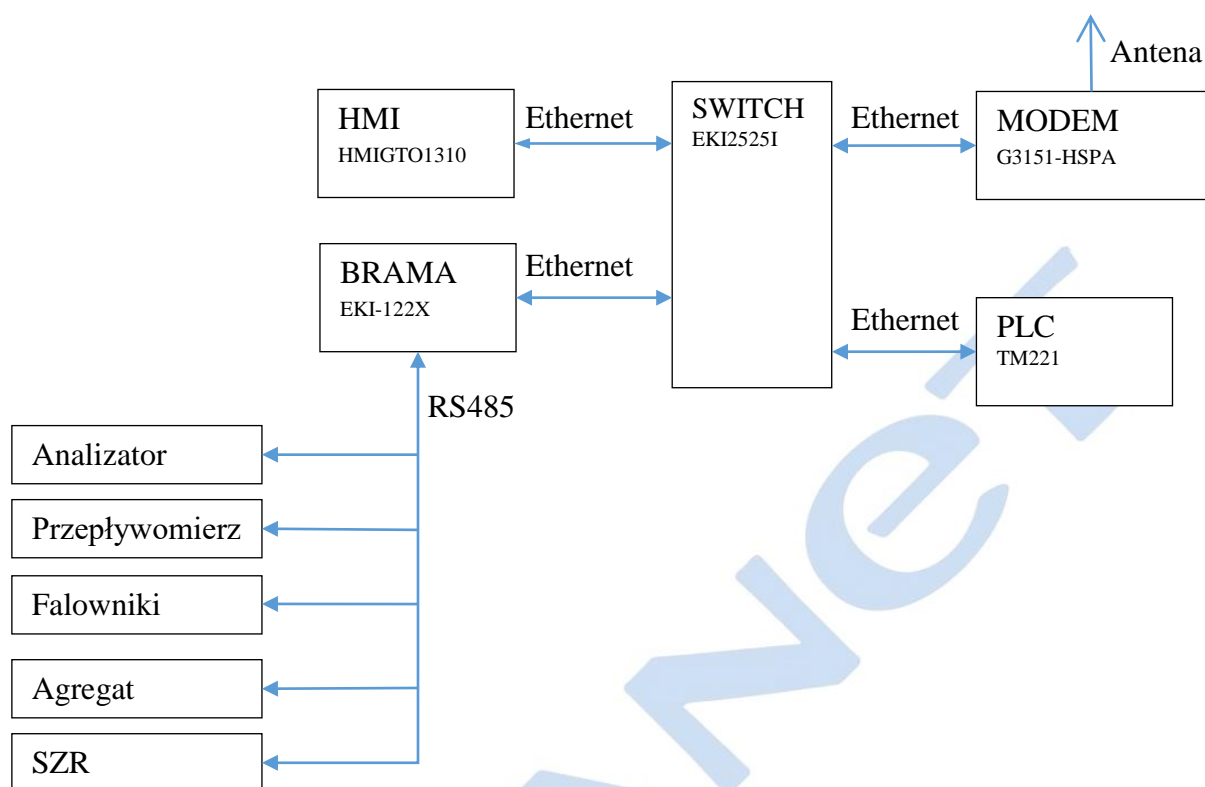 Antena
HMI
HMIGTO1310
Ethernet
SWITCH
EKI2525I
Ethernet
MODEM
G3151-HSPA
BRAMA
EKI-122X
Ethernet
Ethernet
PLC
TM221
RS485
Analizator
Przepływomierz
Falowniki
Agregat
SZR